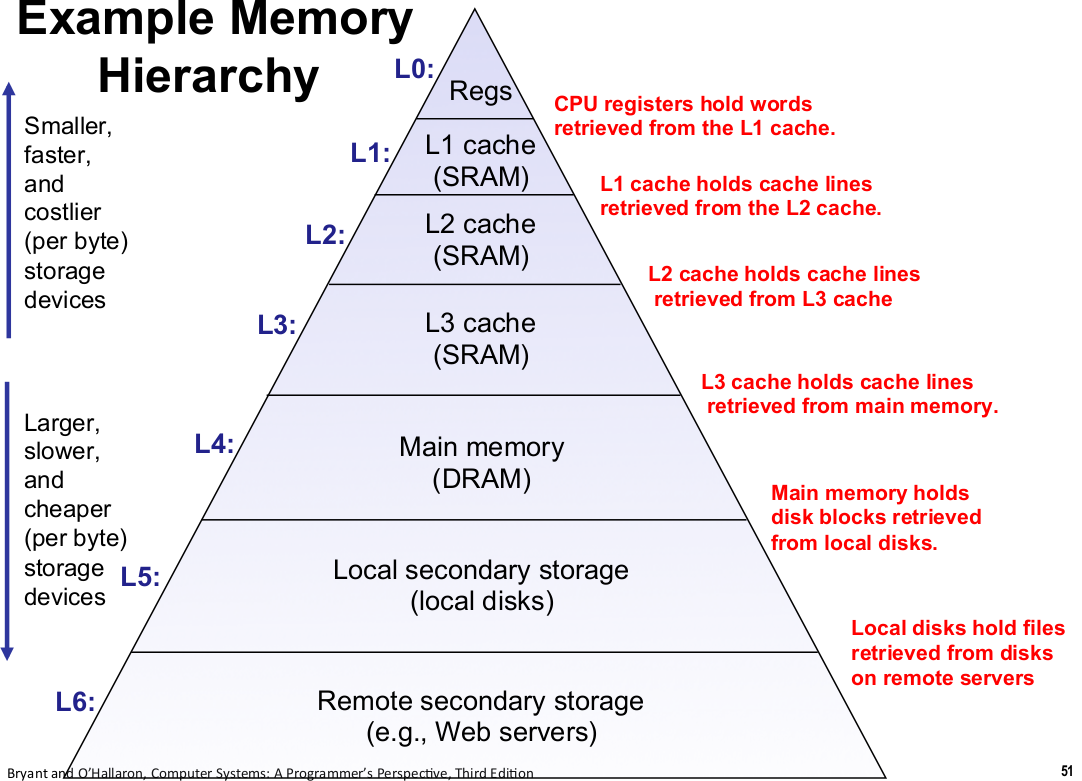 Example Memory
Hierarchy
Smaller,
faster,
and
costlier
(per byte)
storage
devices
Larger,
slower,
and
cheaper
(per byte)
storage
devices
L0:
Regs
CPU registers hold words
retrieved from the L1 cache.
L1:
L1 cache
(SRAM)
L1 cache holds cache lines
retrieved from the L2 cache.
L2:
L2 cache
(SRAM)
L2 cache holds cache lines
retrieved from L3 cache
L3:
L3 cache
(SRAM)
L3 cache holds cache lines
retrieved from main memory.
L4:
Main memory
(DRAM)
Main memory holds
disk blocks retrieved
from local disks.
L5:
Local secondary storage
(local disks)
Local disks hold files
retrieved from disks
on remote servers
L6:
Remote secondary storage
(e.g., Web servers)
Bryant and O’Hallaron, Computer Systems: A Programmer’s Perspective, Third Edition
51